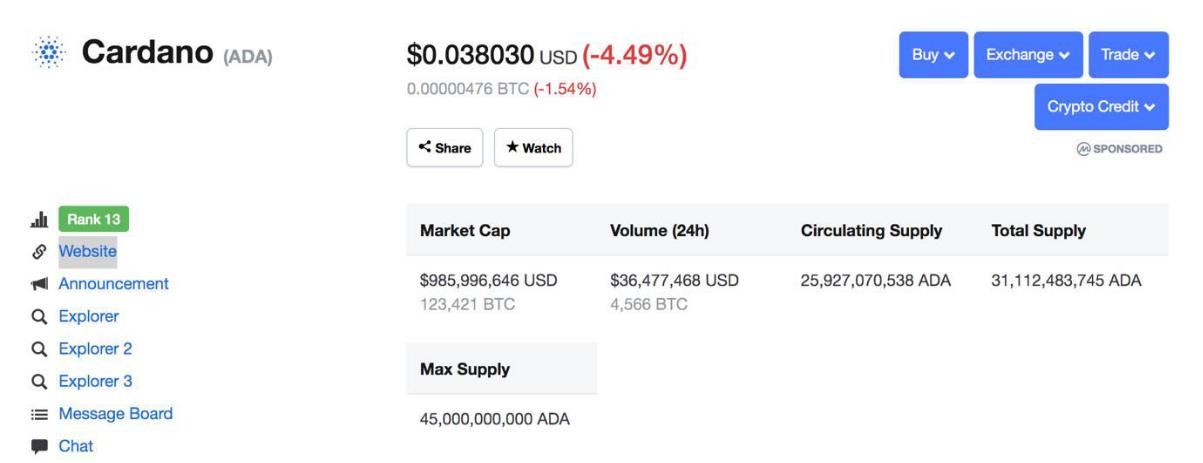 Cardano (ADA)
$0.038030 USD (-4.49%)
0.00000476 BTC (-1.54%)
Share
Watch
Buy
Exchange
Trade
Crypto Credit
SPONSORED
Rank 13
Website
Announcement
Explorer
Explorer 2
Explorer 3
Message Board
Chat
Market Cap Volume (24h) Circulating Supply Total Supply
$985,996,646 USD $36,477,468 USD 25,927,070,538 ADA 31,112,483,745 ADA
123,421 BTC 4,566 BTC
Max Supply
45,000,000,000 ADA